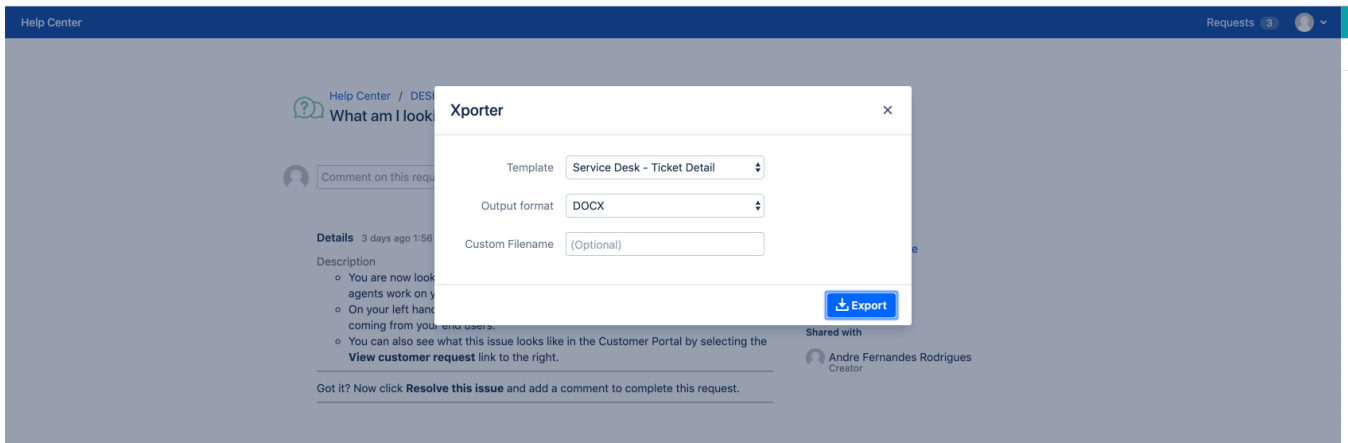 Help Center
Requests 3
Help Center / DES
What am I looki
Xporter
Template Service Desk - Ticket Detail
Output format DOCX
Custom Filename (Optional)
Export
Comment on this requ
Details 3 days ago 1:56
Description
You are now look
agents work on y
On your left hand
coming from your end users.
You can also see what this issue looks like in the Customer Portal by selecting the
View customer request link to the right.
Got it? Now click Resolve this issue and add a comment to complete this request.
e
Shared with
Andre Fernandes Rodrigues
Creator